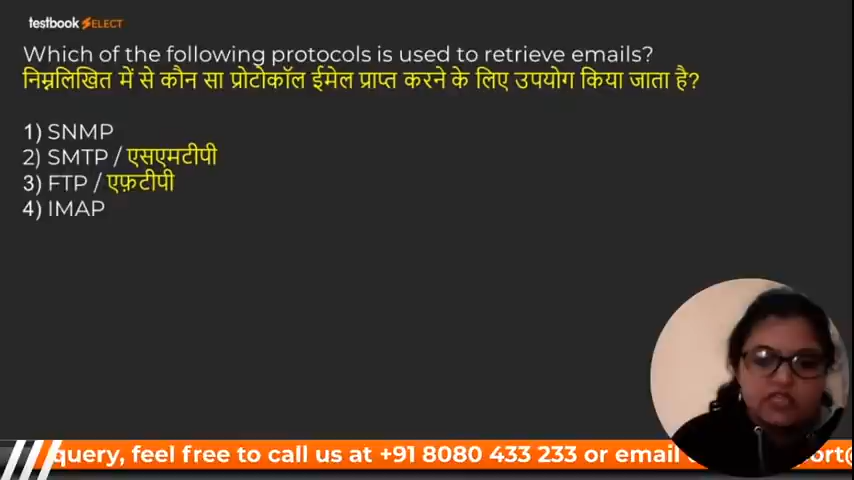 testbook SELECT
Which of the following protocols is used to retrieve emails?
निम्नलिखित में से कौन सा प्रोटोकॉल ईमेल प्राप्त करने के लिए उपयोग किया जाता है?
1) SNMP
2) SMTP / एसएमटीपी
3) FTP / एफ़टीपी
4) IMAP
query, feel free to call us at +91 8080 433 233 or email